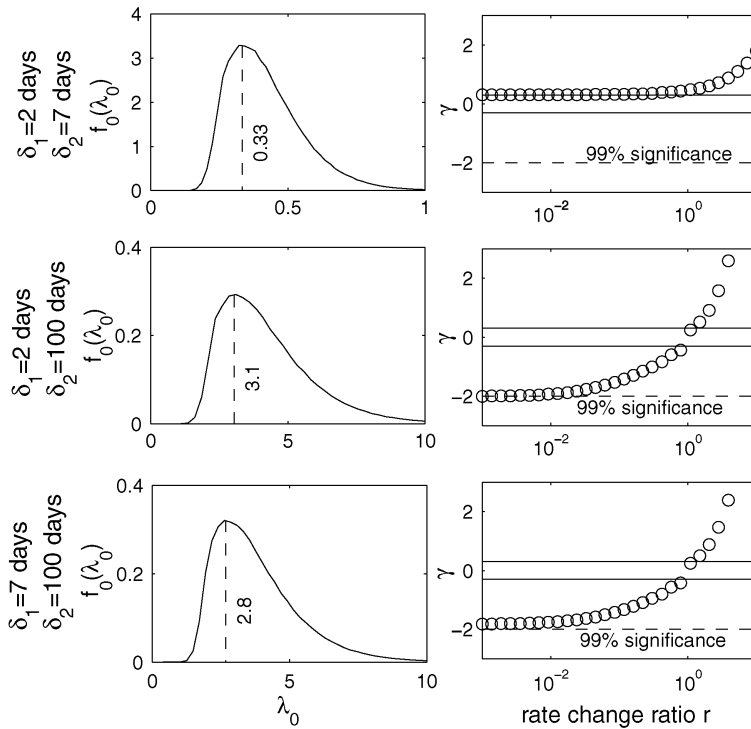 δ1=2 days
δ2=7 days
f0(λ0)
4
3
2
1
0
0
0.5
1
0.33
γ
2
0
−2
99% significance
10−2
100
δ1=2 days
δ2=100 days
f0(λ0)
0.4
0.2
0
0
5
10
3.1
γ
2
0
−2
99% significance
10−2
100
δ1=7 days
δ2=100 days
f0(λ0)
0.4
0.2
0
0
5
10
2.8
λ0
γ
2
0
−2
99% significance
10−2
100
rate change ratio r